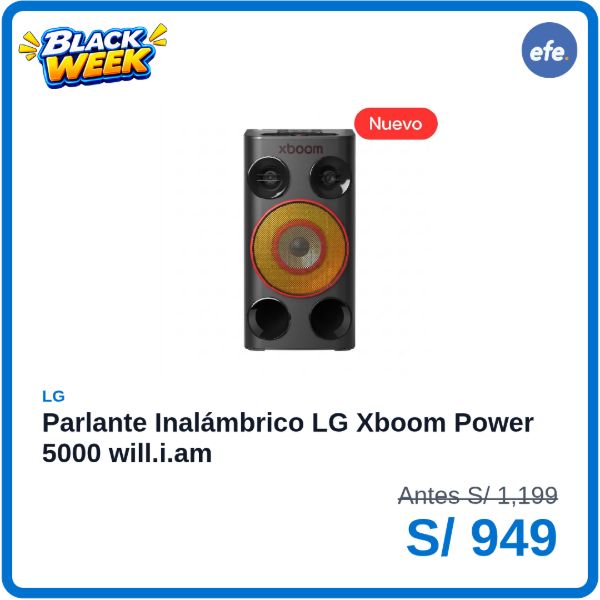 BLACK
WEEK
efe.
Nuevo
xboom
LG
Parlante Inalámbrico LG Xboom Power
5000 will.i.am
Antes S/ 1,199
S/ 949